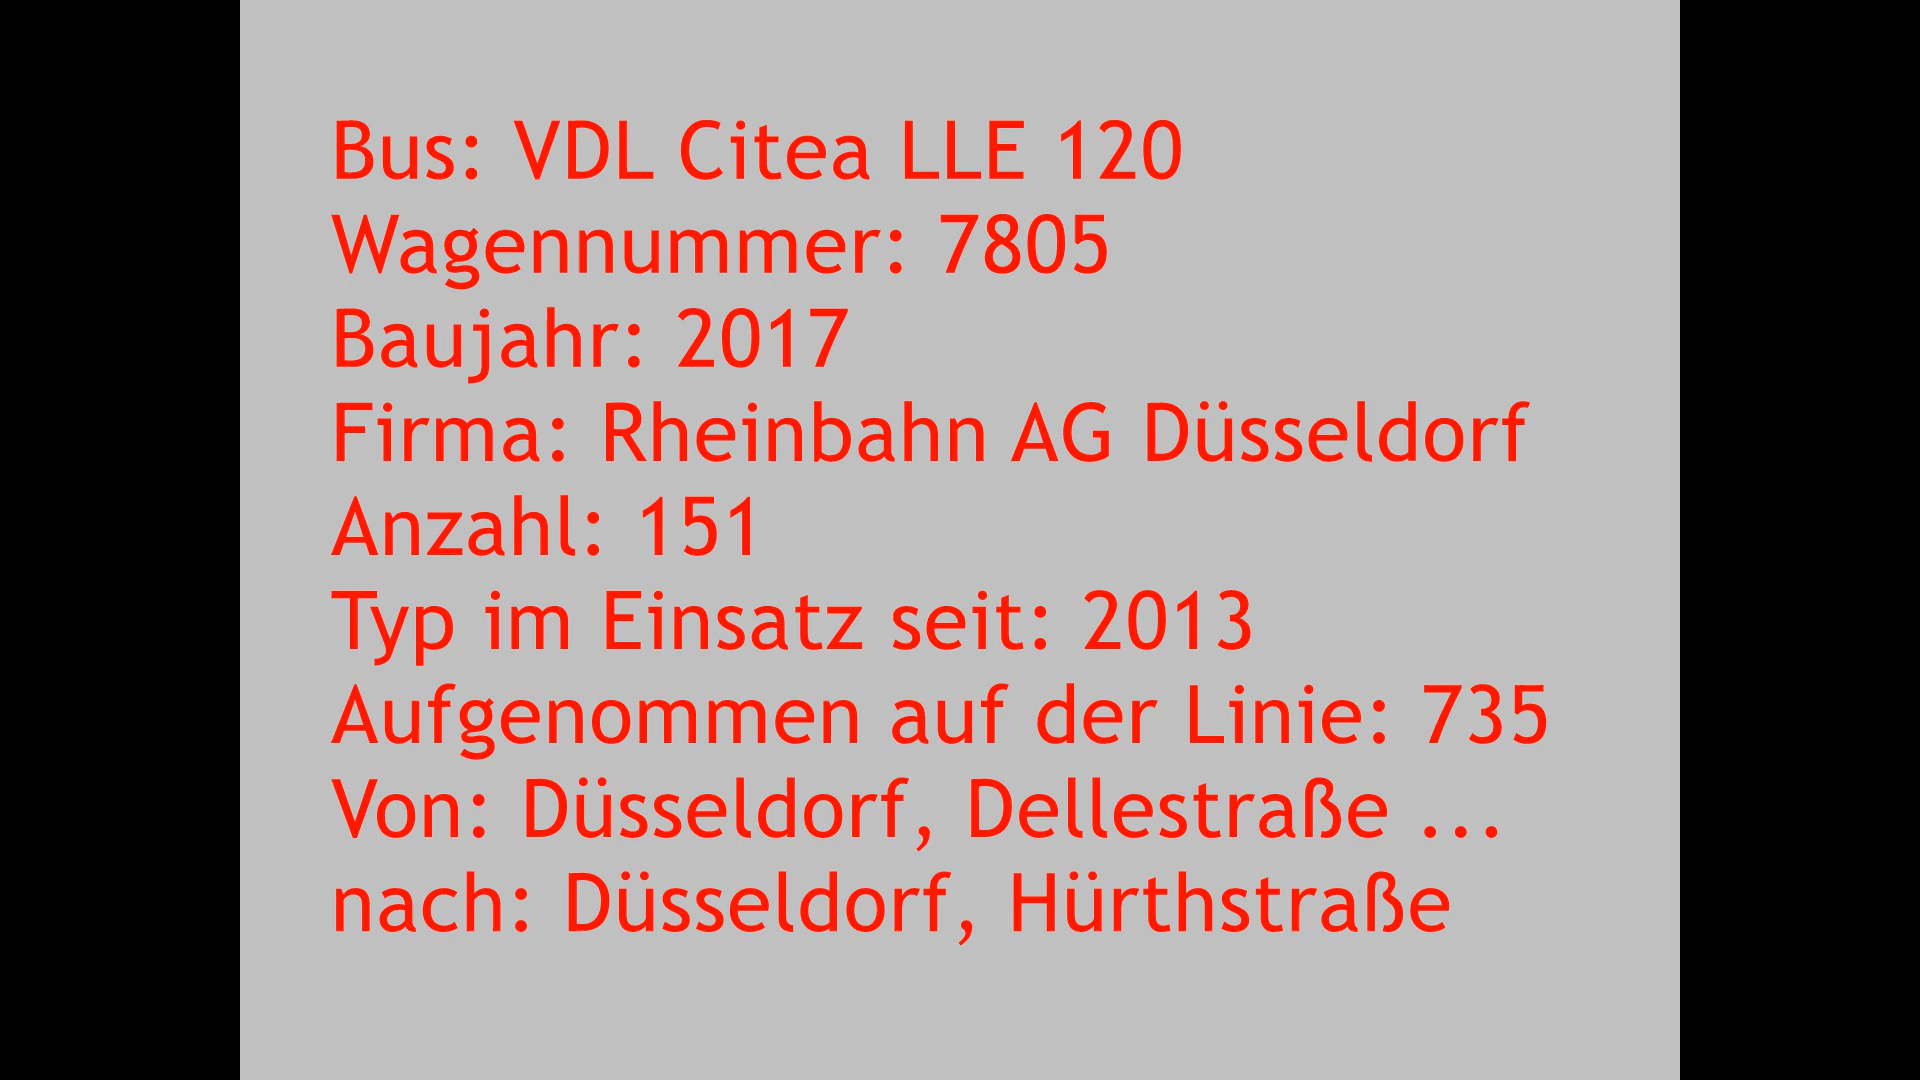 Bus: VDL Citea LLE 120
Wagennummer: 7805
Baujahr: 2017
Firma: Rheinbahn AG Düsseldorf
Anzahl: 151
Typ im Einsatz seit: 2013
Aufgenommen auf der Linie: 735
Von: Düsseldorf, Dellestraße ...
nach: Düsseldorf, Hürthstraße